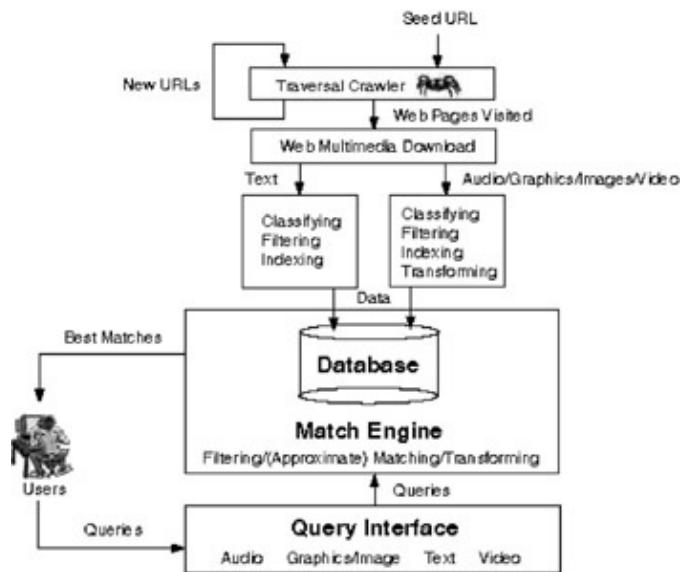 Seed URL
New URLs
Traversal Crawler
Web Pages Visited
Web Multimedia Download
Text
Audio/Graphics/Images/Video
Classifying
Filtering
Indexing
Classifying
Filtering
Indexing
Transforming
Data
Best Matches
Database
Match Engine
Filtering/(Approximate) Matching/Transforming
Users
Queries
Queries
Query Interface
Audio Graphics/Image Text Video